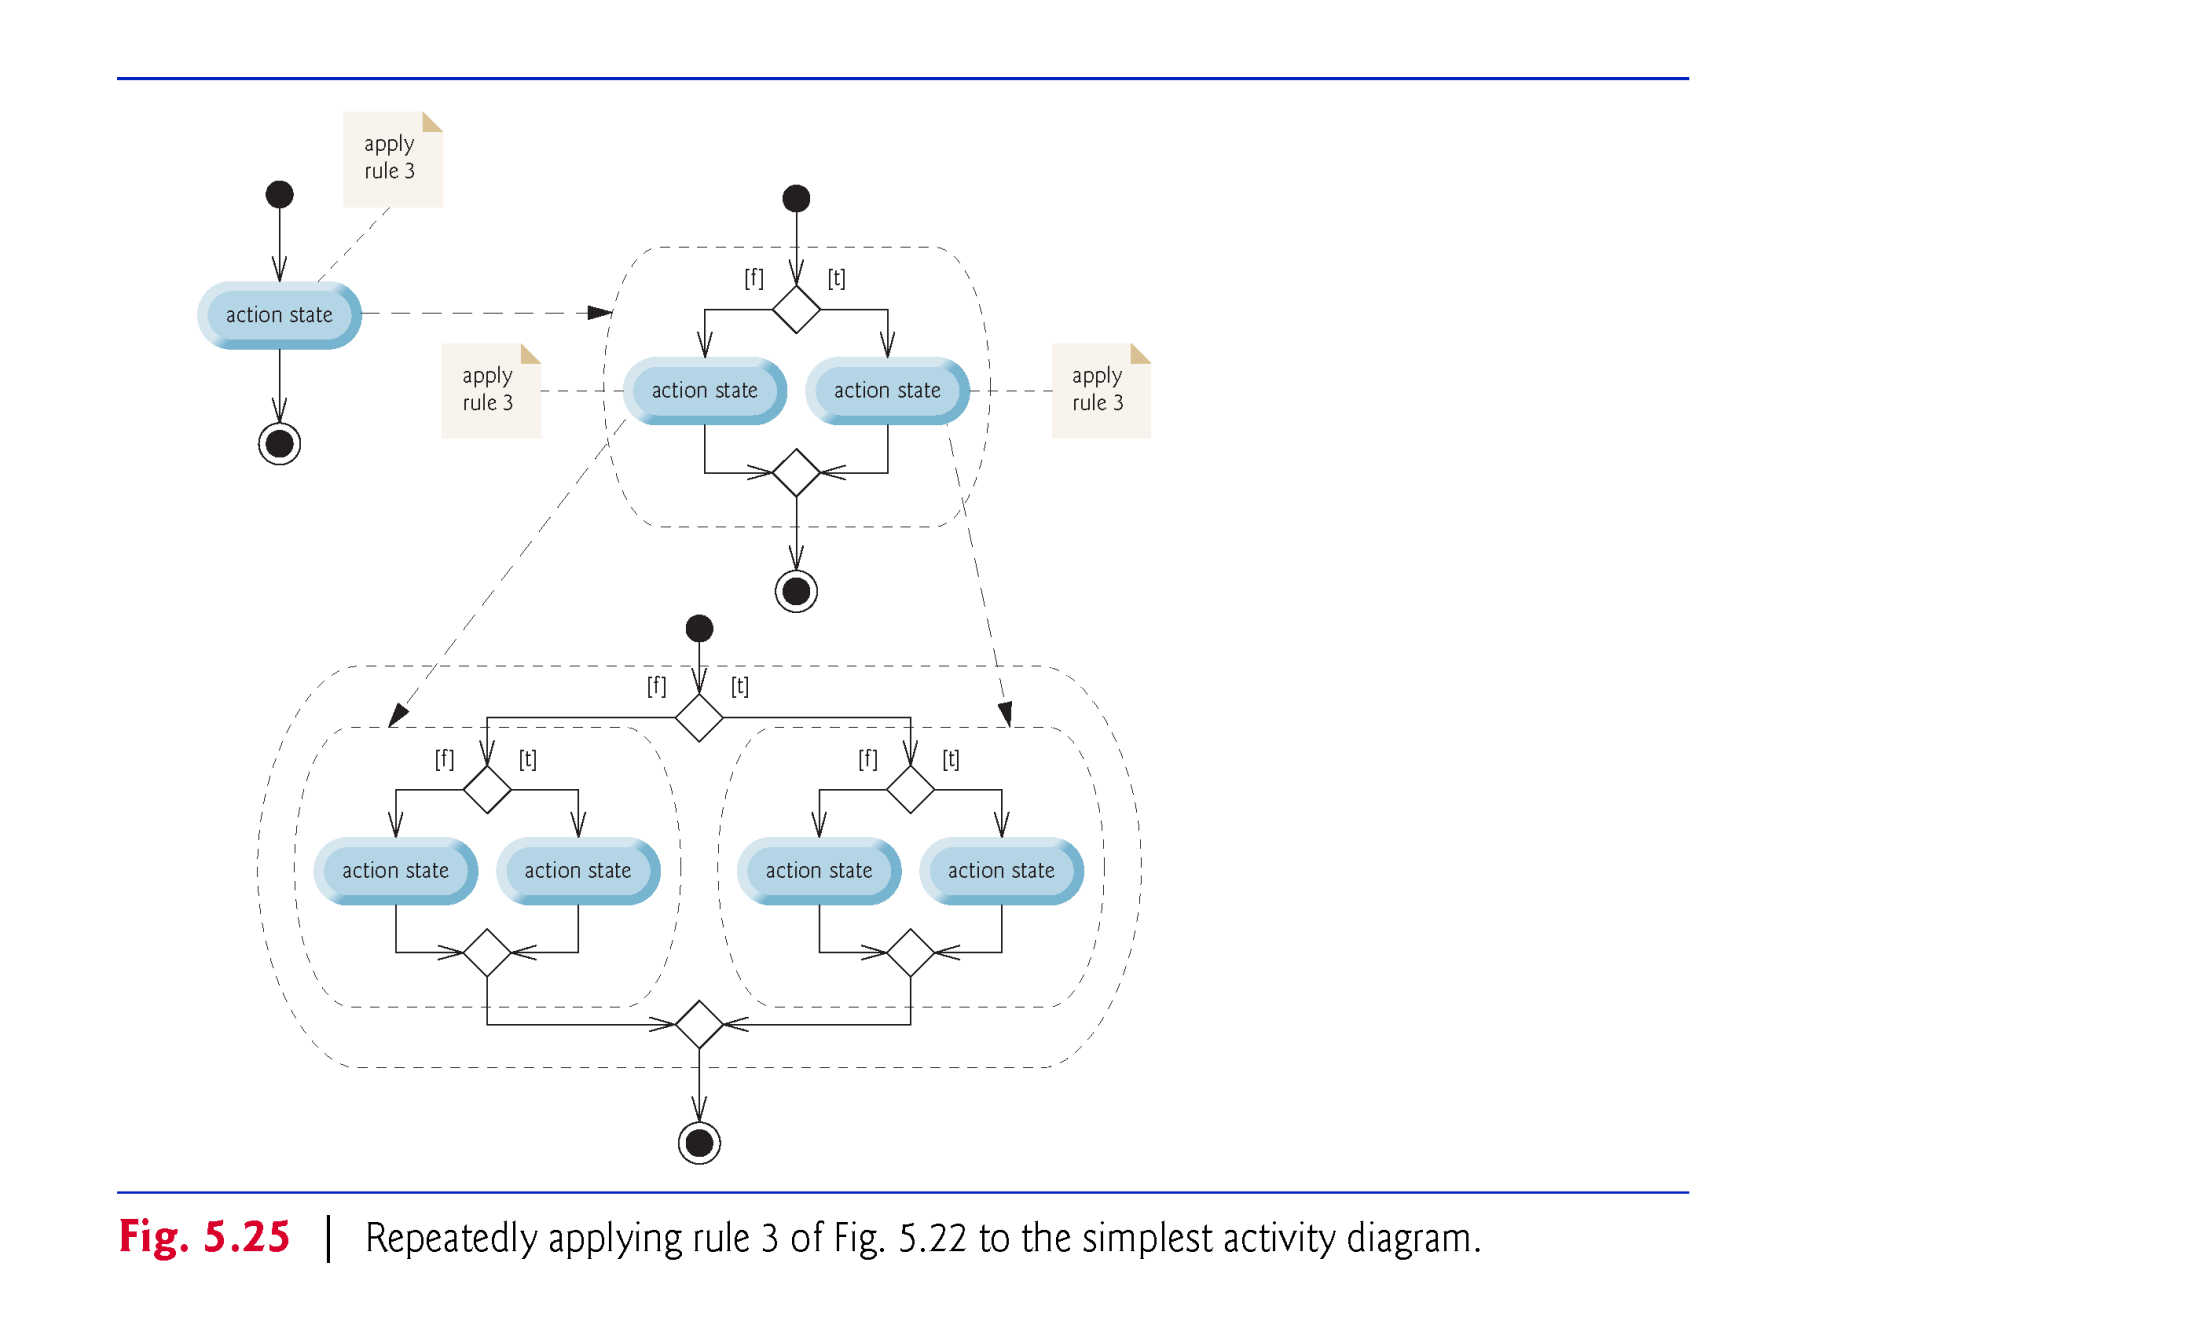 apply
rule 3
action state
[f] [t]
apply
rule 3
action state action state
apply
rule 3
[f] [t]
[f] [t]
[f] [t]
action state action state action state action state
Fig. 5.25 | Repeatedly applying rule 3 of Fig. 5.22 to the simplest activity diagram.